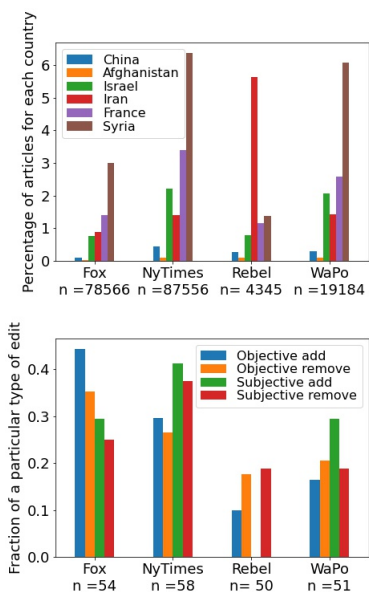 Percentage of articles for each country
6
5
4
3
2
1
0
China
Afghanistan
Israel
Iran
France
Syria
Fox NyTimes Rebel WaPo
n =78566 n =87556 n= 4345 n =19184
Fraction of a particular type of edit
0.4
0.3
0.2
0.1
0.0
Objective add
Objective remove
Subjective add
Subjective remove
Fox NyTimes Rebel WaPo
n =54 n =58 n= 50 n =51